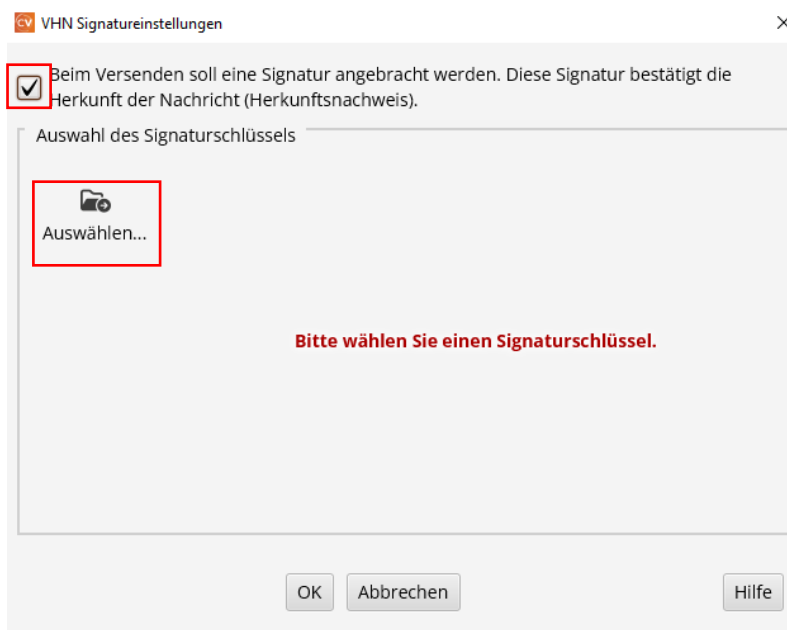 CV VHN Signatureinstellungen
Beim Versenden soll eine Signatur angebracht werden. Diese Signatur bestätigt die
Herkunft der Nachricht (Herkunftsnachweis).
Auswahl des Signaturschlüssels
Auswählen...
Bitte wählen Sie einen Signaturschlüssel.
OK Abbrechen Hilfe